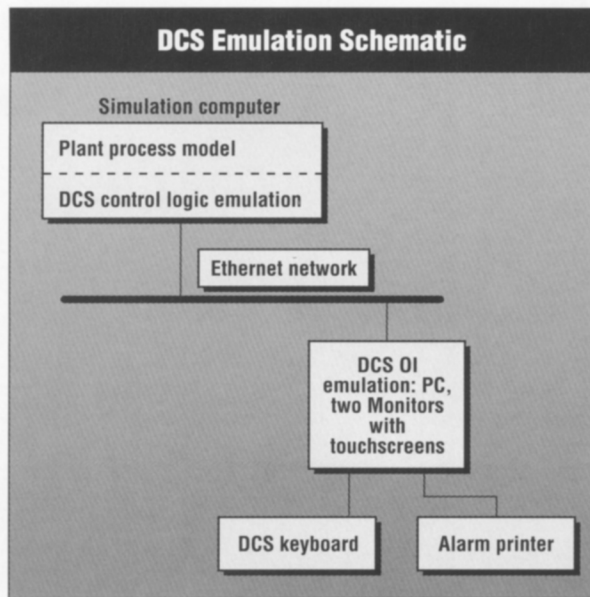 DCS Emulation Schematic
Simulation computer
Plant process model
DCS control logic emulation
Ethernet network
DCS OI
emulation: PC,
two Monitors
with
touchscreens
DCS keyboard
Alarm printer